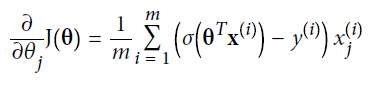 ∂/∂θ_j J(θ) = 1/m ∑_{i = 1}^{m} (σ(θ^T x^(i)) − y^(i)) x_j^(i)